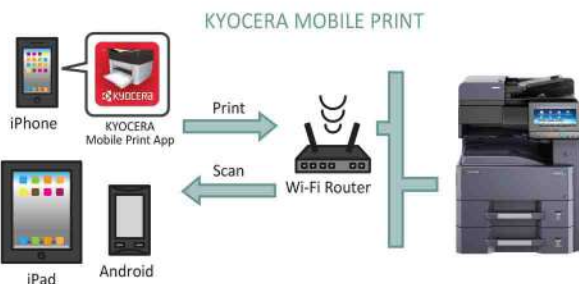 KYOCERA MOBILE PRINT
KYOCERA
iPhone
KYOCERA
Mobile Print App
Print
Scan
Wi-Fi Router
iPad
Android